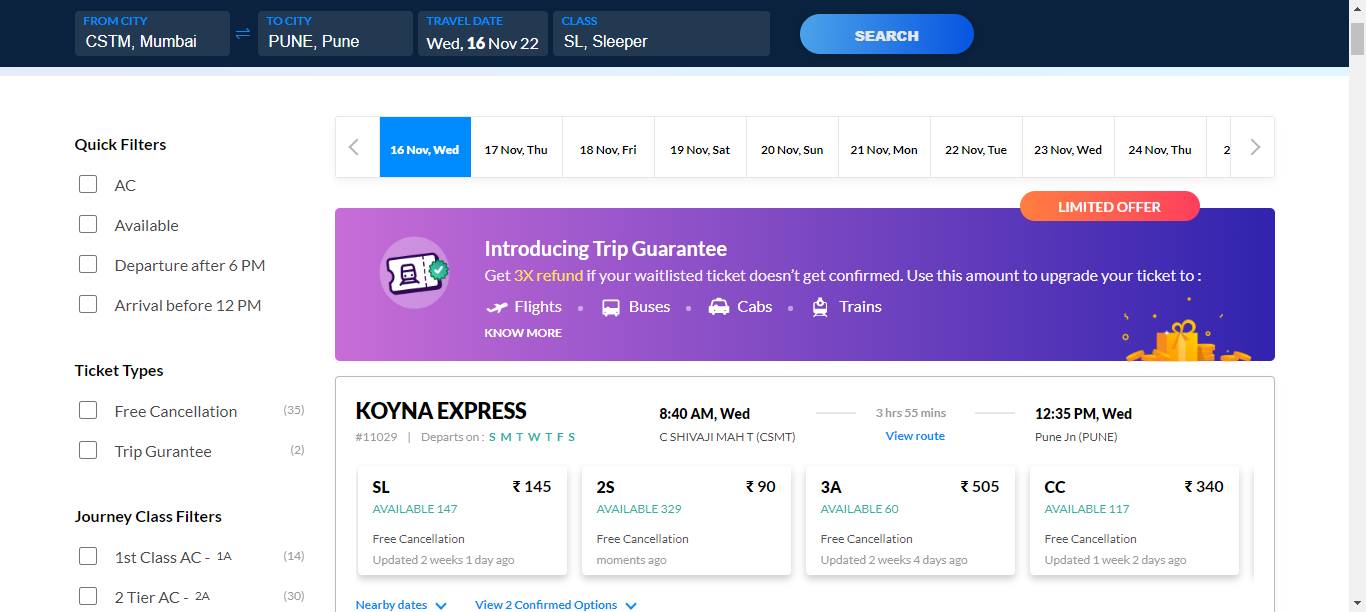 FROM CITY
CSTM, Mumbai
TO CITY
PUNE, Pune
TRAVEL DATE
Wed, 16 Nov 22
CLASS
SL, Sleeper
SEARCH
Quick Filters
AC
Available
Departure after 6 PM
Arrival before 12 PM
Ticket Types
Free Cancellation (35)
Trip Gurantee (2)
Journey Class Filters
1st Class AC - 1A (14)
2 Tier AC - 2A (30)
16 Nov, Wed 17 Nov, Thu 18 Nov, Fri 19 Nov, Sat 20 Nov, Sun 21 Nov, Mon 22 Nov, Tue 23 Nov, Wed 24 Nov, Thu 2
LIMITED OFFER
Introducing Trip Guarantee
Get 3X refund if your waitlisted ticket doesn’t get confirmed. Use this amount to upgrade your ticket to :
Flights • Buses • Cabs • Trains
KNOW MORE
KOYNA EXPRESS
#11029 | Departs on : S M T W T F S
8:40 AM, Wed
C SHIVAJI MAH T (CSMT)
3 hrs 55 mins
View route
12:35 PM, Wed
Pune Jn (PUNE)
SL ₹ 145
AVAILABLE 147
Free Cancellation
Updated 2 weeks 1 day ago
2S ₹ 90
AVAILABLE 329
Free Cancellation
moments ago
3A ₹ 505
AVAILABLE 60
Free Cancellation
Updated 2 weeks 4 days ago
CC ₹ 340
AVAILABLE 117
Free Cancellation
Updated 1 week 2 days ago
Nearby dates
View 2 Confirmed Options